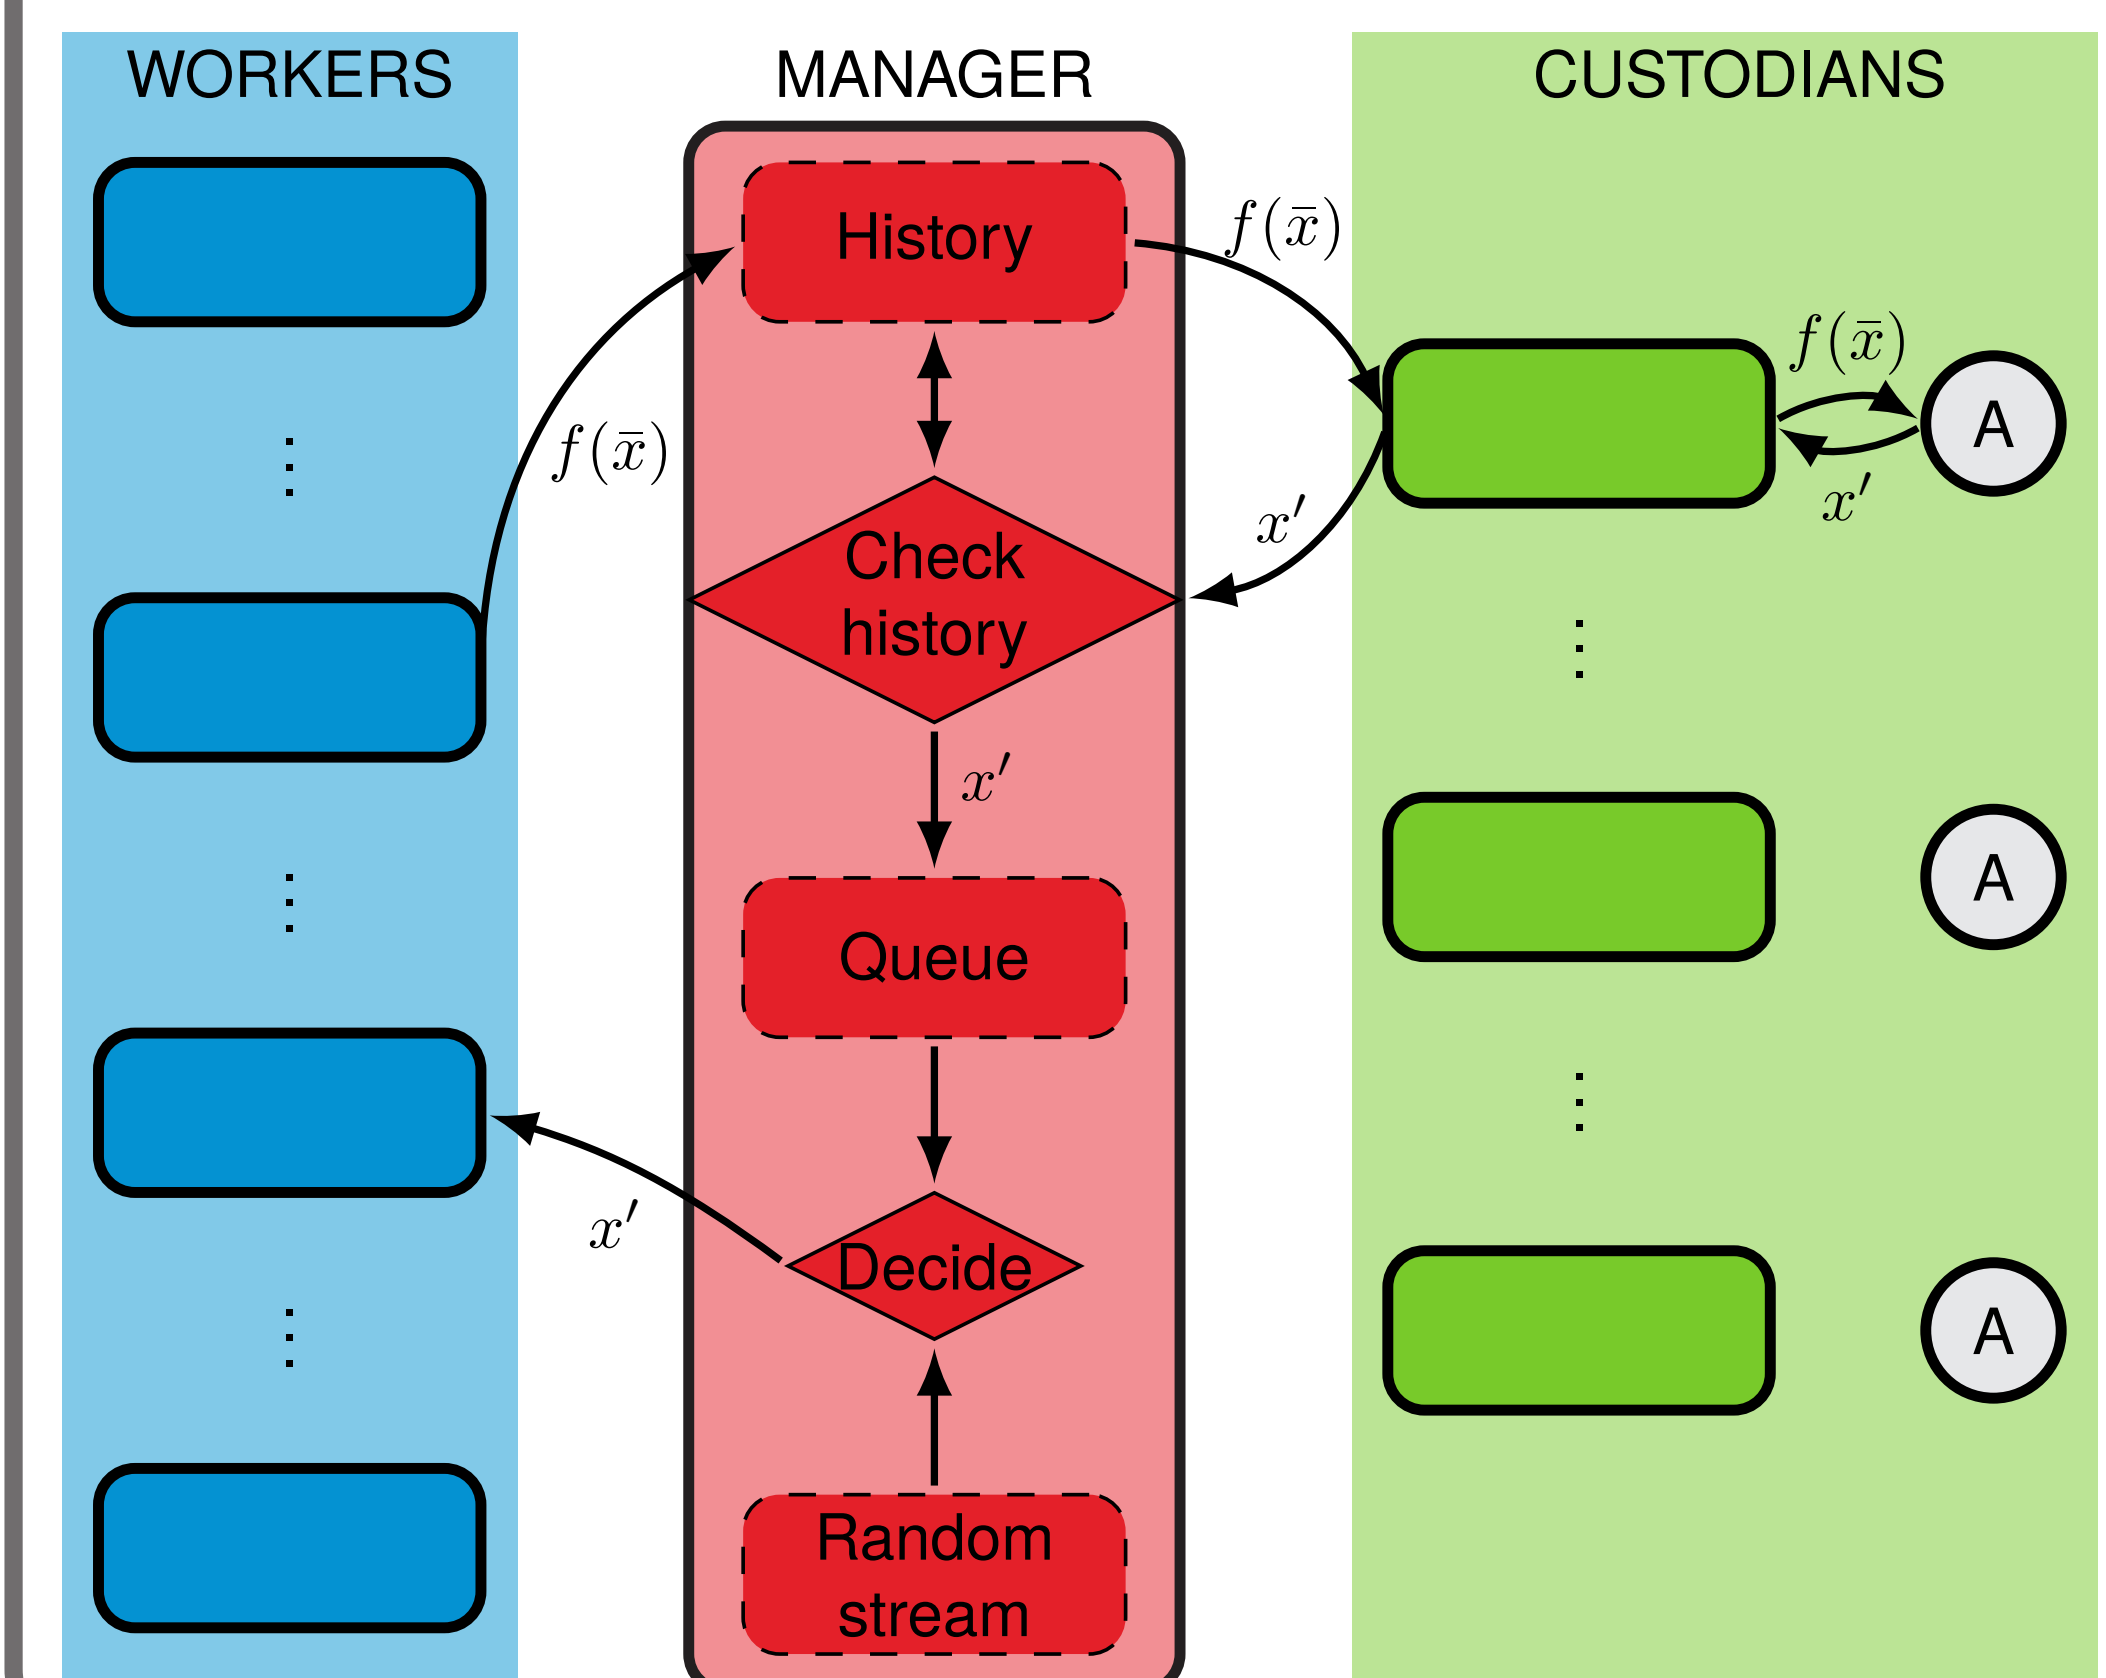 WORKERS
MANAGER
CUSTODIANS
History
f(x̄)
f(x̄)
A
x′
f(x̄)
x′
Check
history
x′
Queue
A
x′
Decide
A
Random
stream